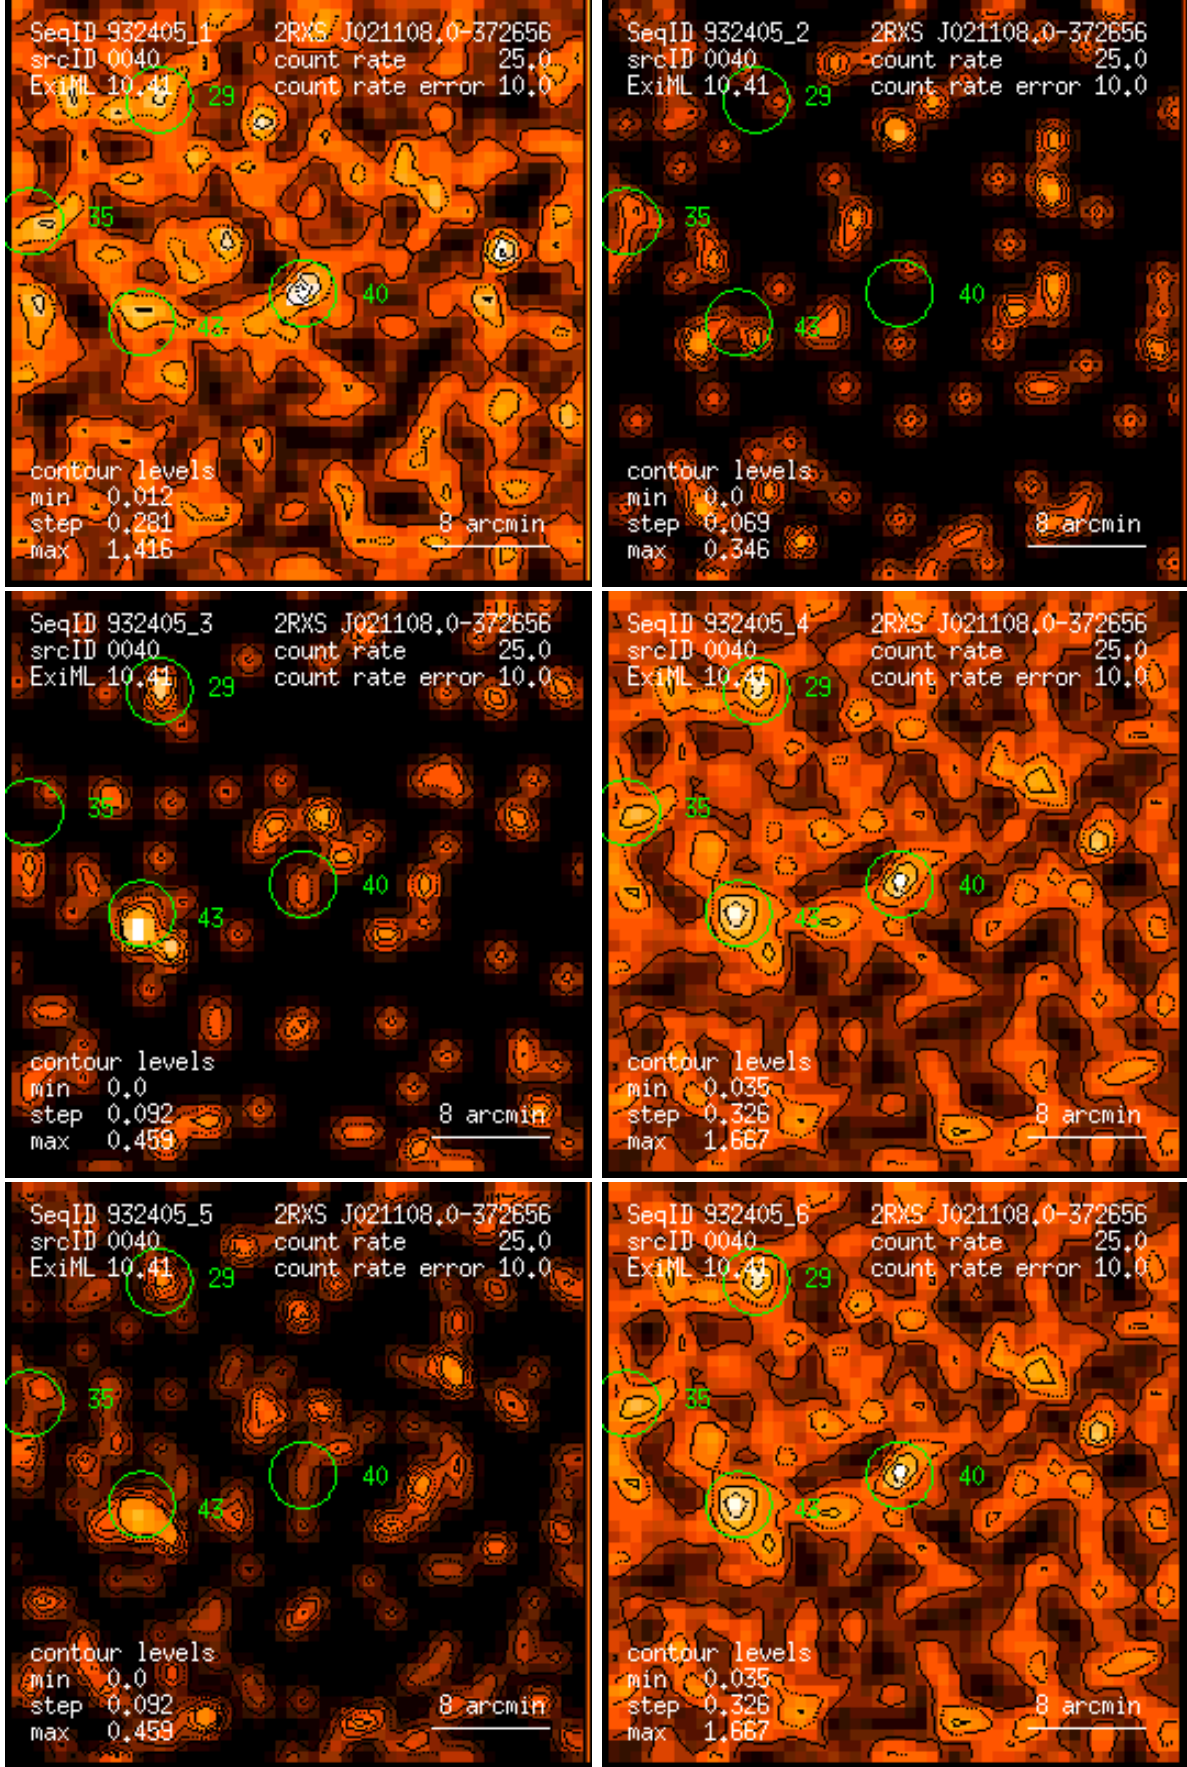 SeqID 932405_1 2RXS J021108.0-372656
srcID 0040 count rate 25.0
ExiML 10.41 count rate error 10.0
29
35
40
43
contour levels
min 0.012
step 0.281 8 arcmin
max 1.416
SeqID 932405_2 2RXS J021108.0-372656
srcID 0040 count rate 25.0
ExiML 10.41 count rate error 10.0
29
35
40
43
contour levels
min 0.0
step 0.069 8 arcmin
max 0.346
SeqID 932405_3 2RXS J021108.0-372656
srcID 0040 count rate 25.0
ExiML 10.41 count rate error 10.0
29
35
40
43
contour levels
min 0.0
step 0.092 8 arcmin
max 0.459
SeqID 932405_4 2RXS J021108.0-372656
srcID 0040 count rate 25.0
ExiML 10.41 count rate error 10.0
29
35
40
43
contour levels
min 0.035
step 0.326 8 arcmin
max 1.667
SeqID 932405_5 2RXS J021108.0-372656
srcID 0040 count rate 25.0
ExiML 10.41 count rate error 10.0
29
35
40
43
contour levels
min 0.0
step 0.092 8 arcmin
max 0.459
SeqID 932405_6 2RXS J021108.0-372656
srcID 0040 count rate 25.0
ExiML 10.41 count rate error 10.0
29
35
40
43
contour levels
min 0.035
step 0.326 8 arcmin
max 1.667